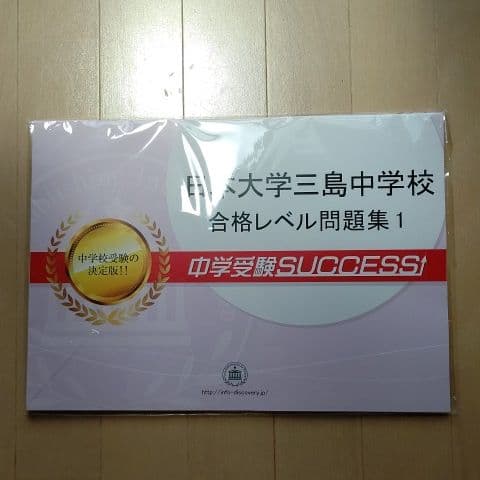 日本大学三島中学校
合格レベル問題集1
中学校受験の
決定版!!
中学受験SUCCESS
http://info-discovery.jp/